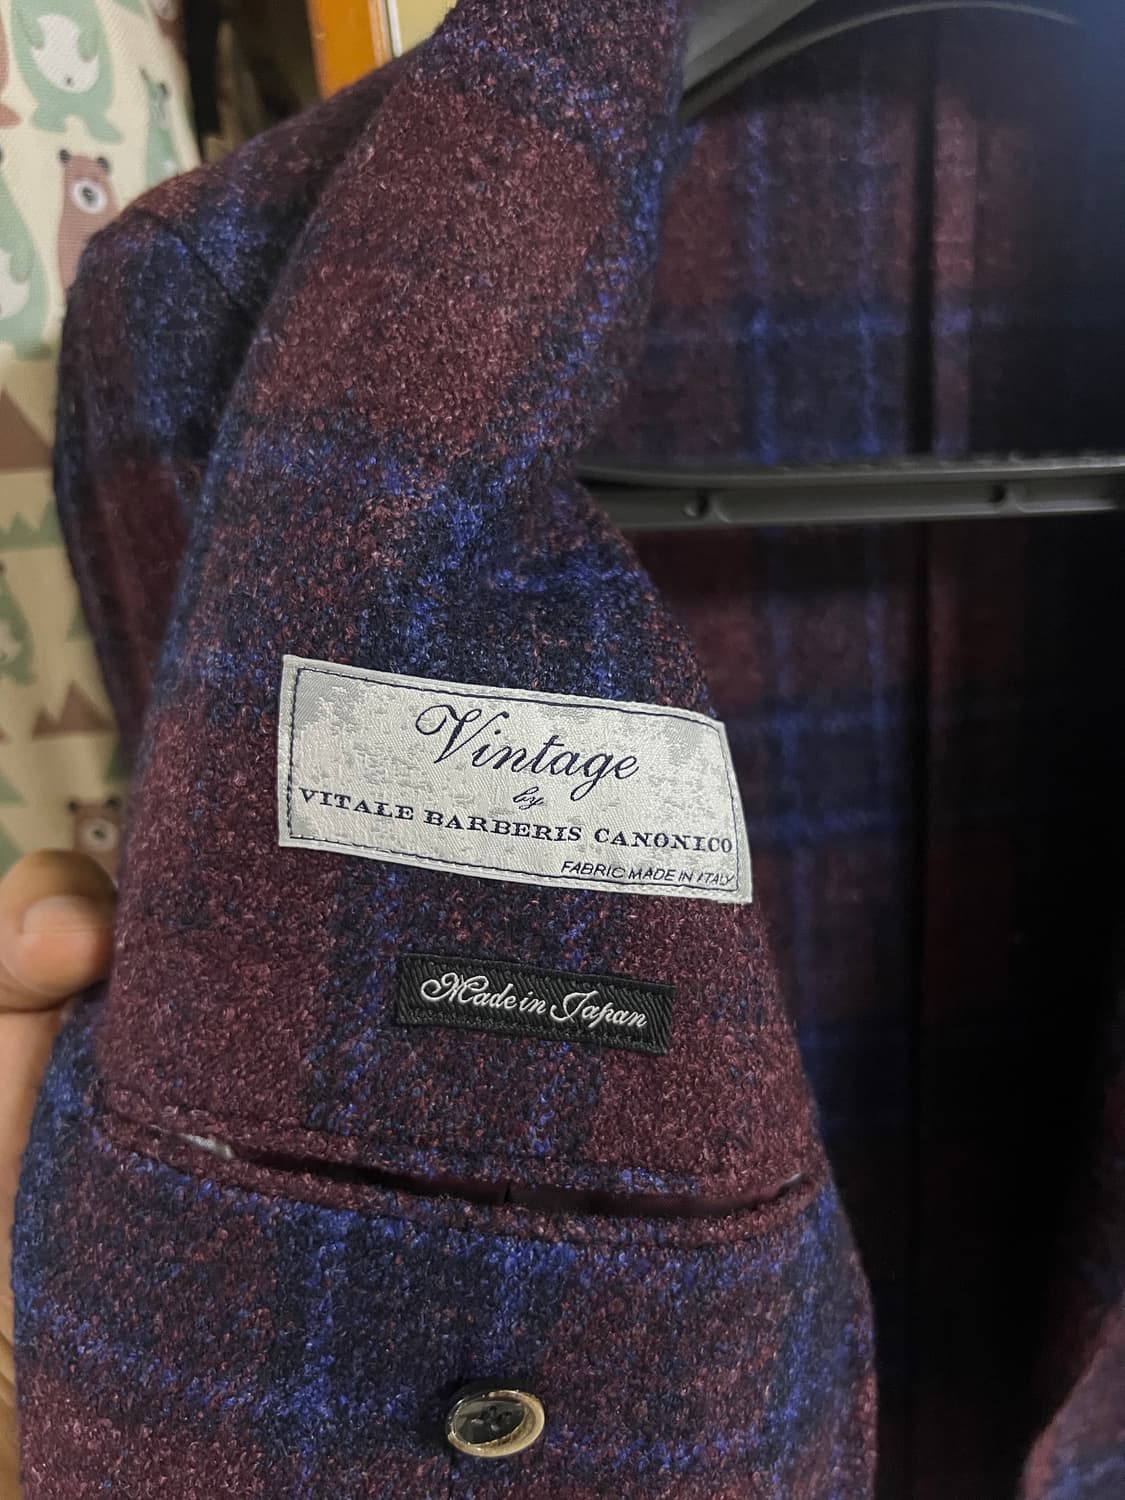 Vintage
by
VITALE BARBERIS CANONICO
FABRIC MADE IN ITALY
Made in Japan